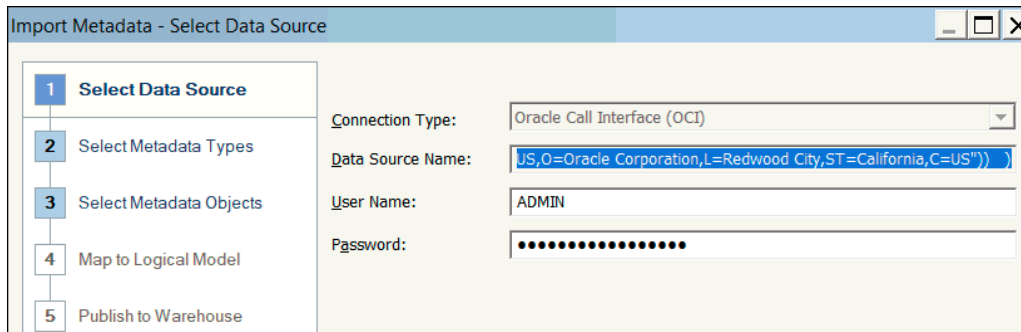 Import Metadata - Select Data Source
1 Select Data Source
2 Select Metadata Types
3 Select Metadata Objects
4 Map to Logical Model
5 Publish to Warehouse
Connection Type: Oracle Call Interface (OCI)
Data Source Name: US,O=Oracle Corporation,L=Redwood City,ST=California,C=US")) )
User Name: ADMIN
Password: •••••••••••••••••